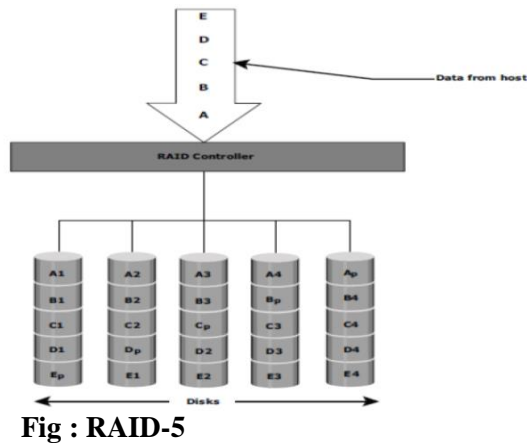 E
D
C
B
A
Data from host
RAID Controller
A1 A2 A3 A4 Ap
B1 B2 B3 Bp B4
C1 C2 Cp C3 C4
D1 Dp D2 D3 D4
Ep E1 E2 E3 E4
Disks
Fig : RAID-5